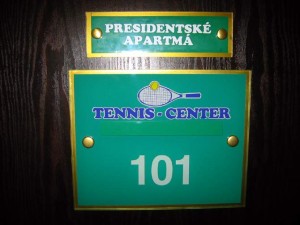 PRESIDENTSKÉ
APARTMÁ
TENNIS - CENTER
101